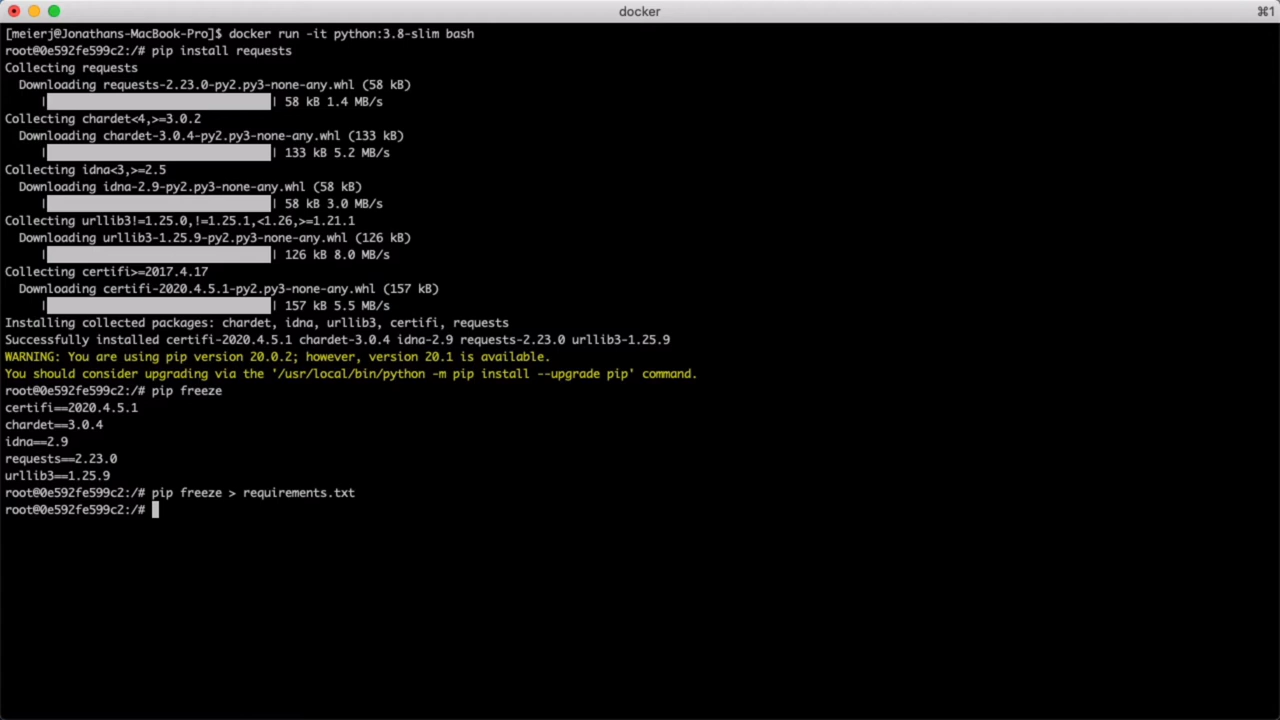 docker
⌘1
[meierj@Jonathans-MacBook-Pro]$ docker run -it python:3.8-slim bash
root@0e592fe599c2:/# pip install requests
Collecting requests
  Downloading requests-2.23.0-py2.py3-none-any.whl (58 kB)
     |████████████████████████████████| 58 kB 1.4 MB/s
Collecting chardet<4,>=3.0.2
  Downloading chardet-3.0.4-py2.py3-none-any.whl (133 kB)
     |████████████████████████████████| 133 kB 5.2 MB/s
Collecting idna<3,>=2.5
  Downloading idna-2.9-py2.py3-none-any.whl (58 kB)
     |████████████████████████████████| 58 kB 3.0 MB/s
Collecting urllib3!=1.25.0,!=1.25.1,<1.26,>=1.21.1
  Downloading urllib3-1.25.9-py2.py3-none-any.whl (126 kB)
     |████████████████████████████████| 126 kB 8.0 MB/s
Collecting certifi>=2017.4.17
  Downloading certifi-2020.4.5.1-py2.py3-none-any.whl (157 kB)
     |████████████████████████████████| 157 kB 5.5 MB/s
Installing collected packages: chardet, idna, urllib3, certifi, requests
Successfully installed certifi-2020.4.5.1 chardet-3.0.4 idna-2.9 requests-2.23.0 urllib3-1.25.9
WARNING: You are using pip version 20.0.2; however, version 20.1 is available.
You should consider upgrading via the '/usr/local/bin/python -m pip install --upgrade pip' command.
root@0e592fe599c2:/# pip freeze
certifi==2020.4.5.1
chardet==3.0.4
idna==2.9
requests==2.23.0
urllib3==1.25.9
root@0e592fe599c2:/# pip freeze > requirements.txt
root@0e592fe599c2:/#